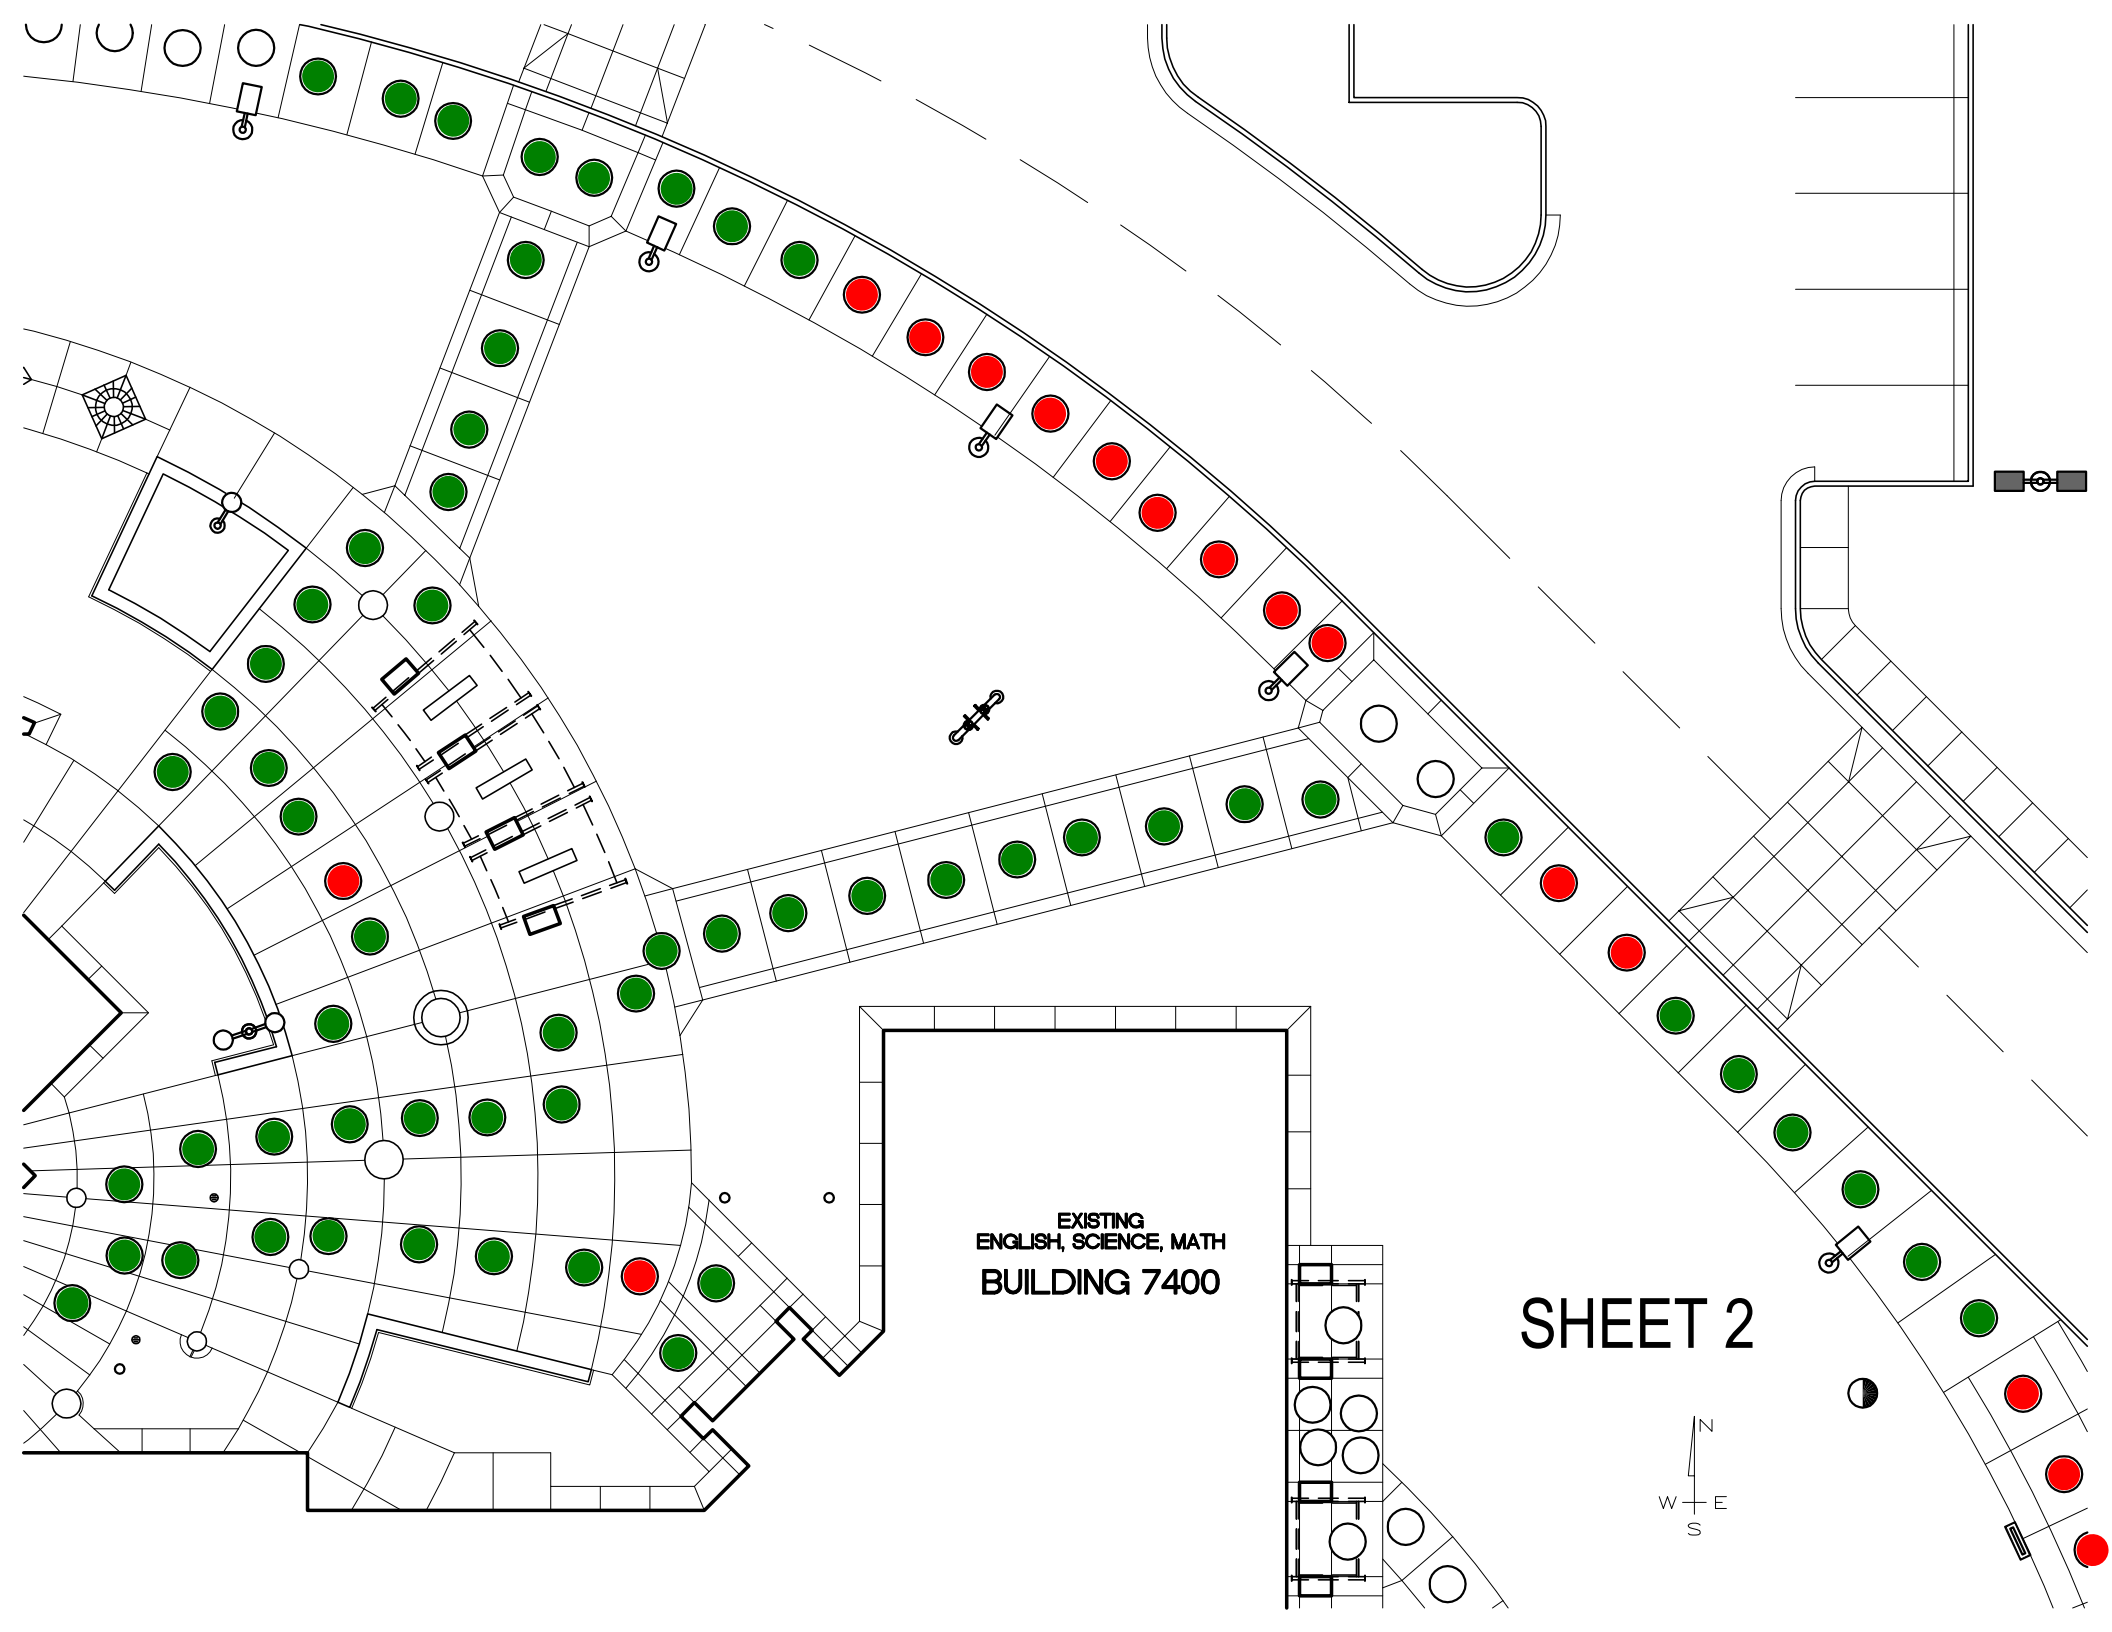 EXISTING
ENGLISH, SCIENCE, MATH
BUILDING 7400
SHEET 2
N
W E
S